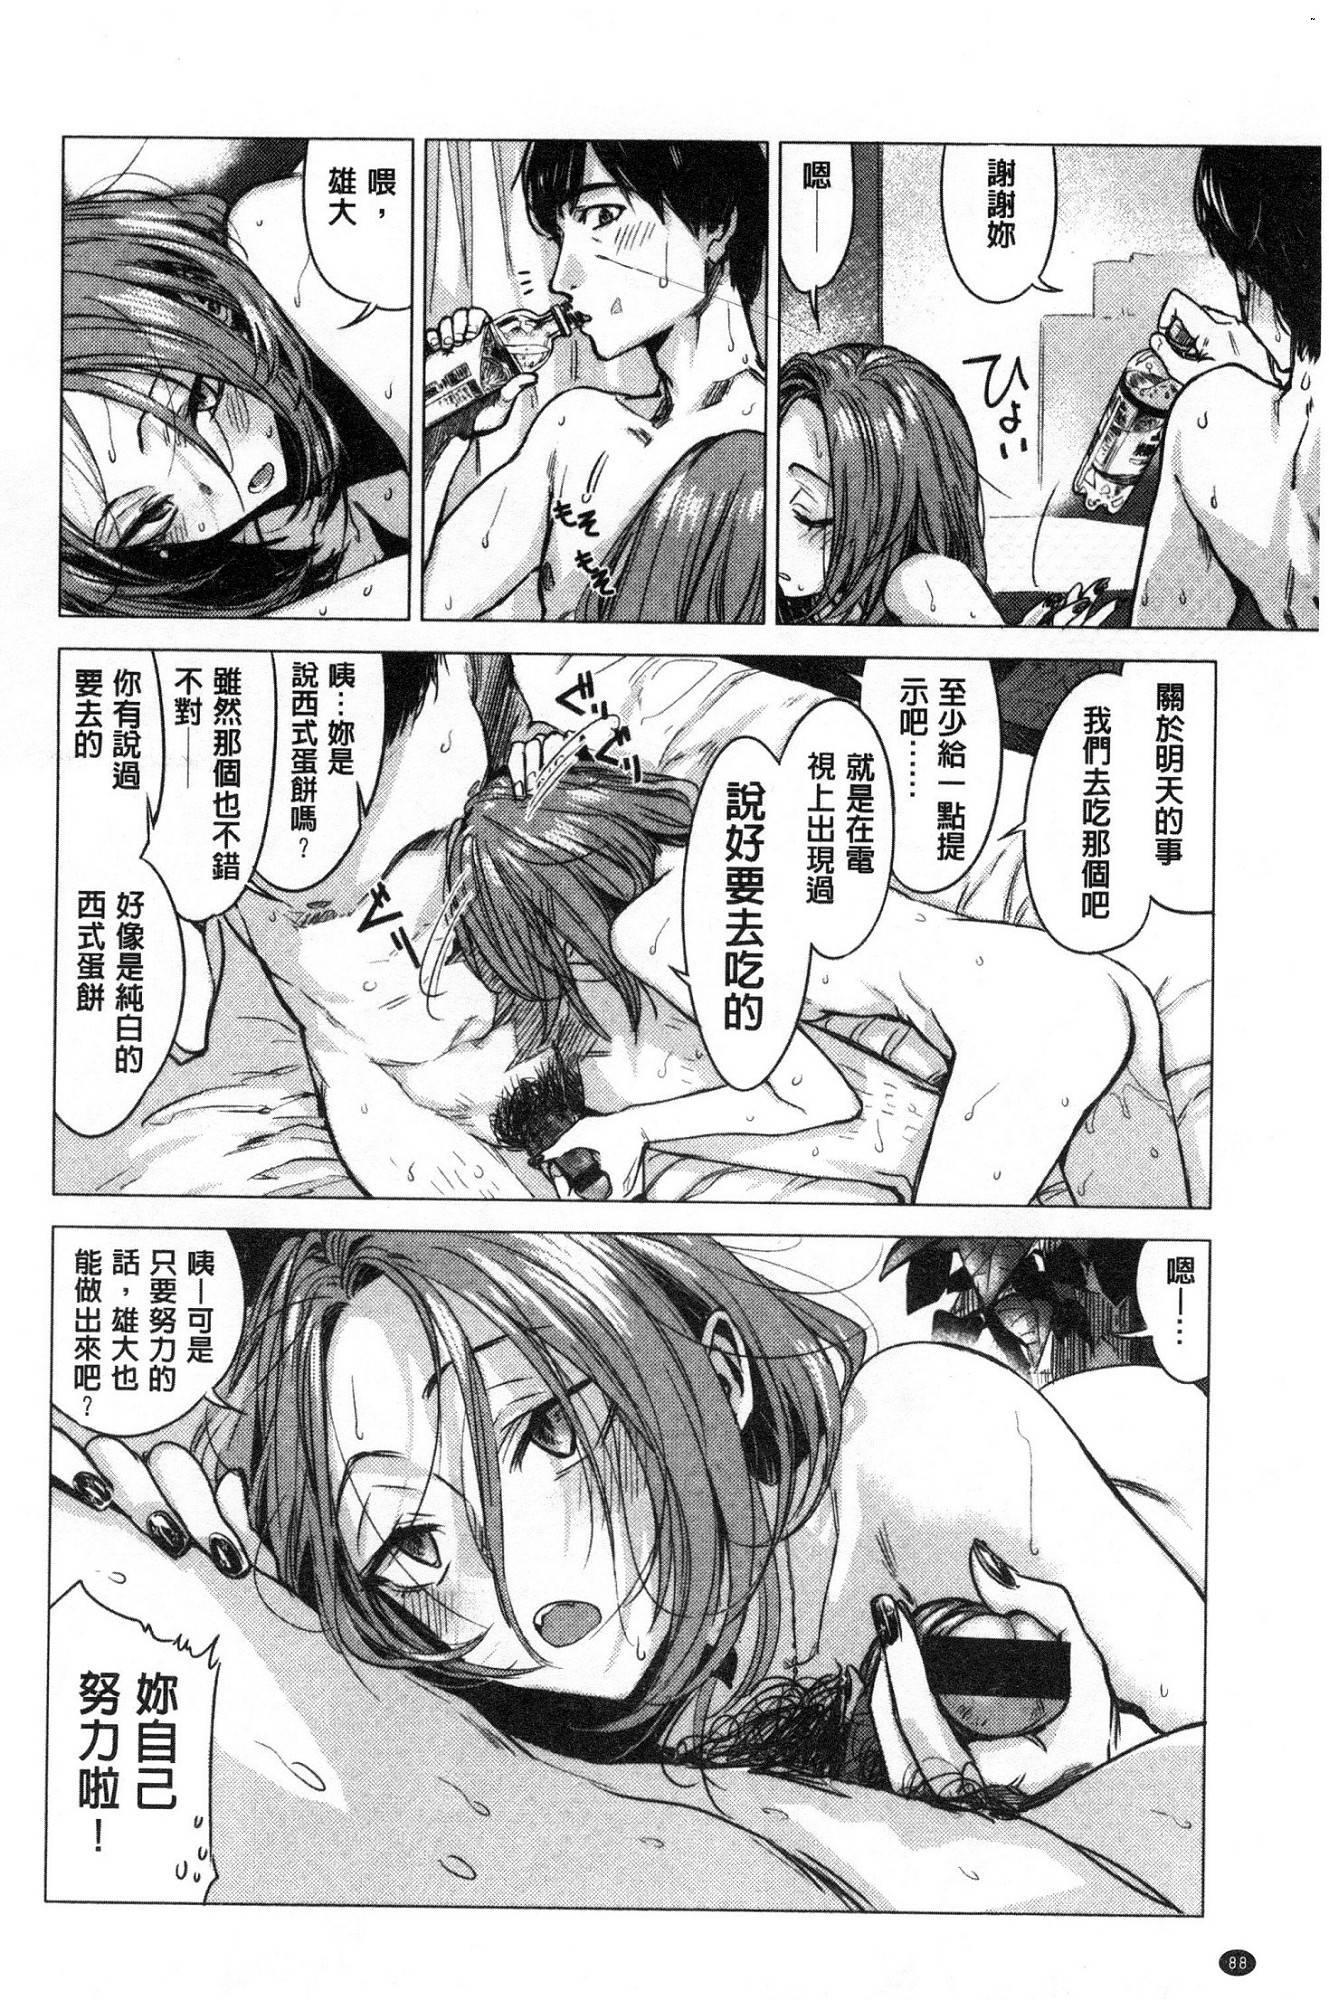 謝謝妳
嗯——
ひょい
もそ
もそ
喂，
雄大
關於明天的事
我們去吃那個吧
至少給一點提
示吧……
就是在電
視上出現過
說好要去吃的
咦…妳是
說西式蛋餅嗎？
雖然那個也不錯
不對——
你有說過
要去的
好像是純白的
西式蛋餅
嗯—……
咦—可是
只要努力的
話，雄大也
能做出來吧？
妳自己
努力啦！
88